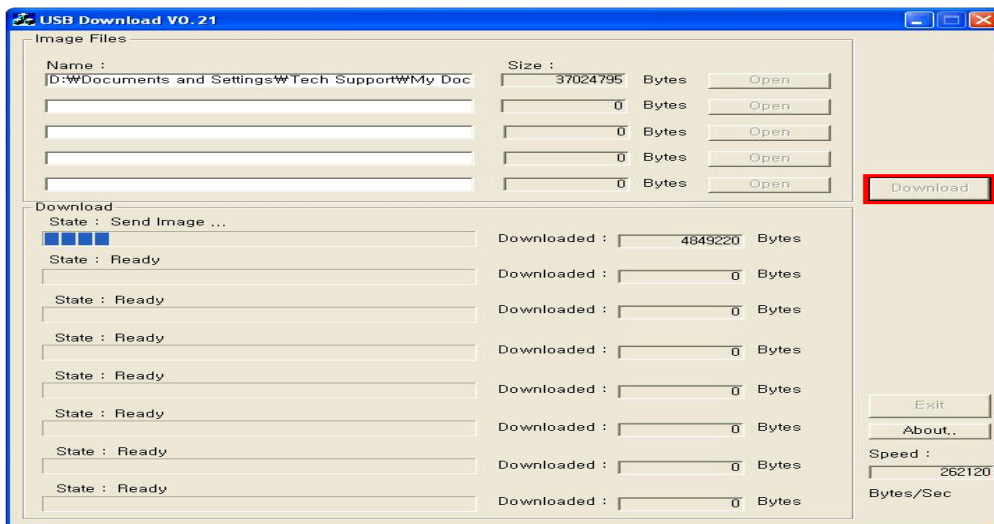 USB Download V0.21
Image Files
Name : Size :
D:₩Documents and Settings₩Tech Support₩My Doc 37024795 Bytes Open
0 Bytes Open
0 Bytes Open
0 Bytes Open
0 Bytes Open
Download
Download
State : Send Image ...
Downloaded : 4849220 Bytes
State : Ready
Downloaded : 0 Bytes
State : Ready
Downloaded : 0 Bytes
State : Ready
Downloaded : 0 Bytes
State : Ready
Downloaded : 0 Bytes
State : Ready
Downloaded : 0 Bytes
State : Ready
Downloaded : 0 Bytes
State : Ready
Downloaded : 0 Bytes
Exit
About..
Speed :
262120
Bytes/Sec